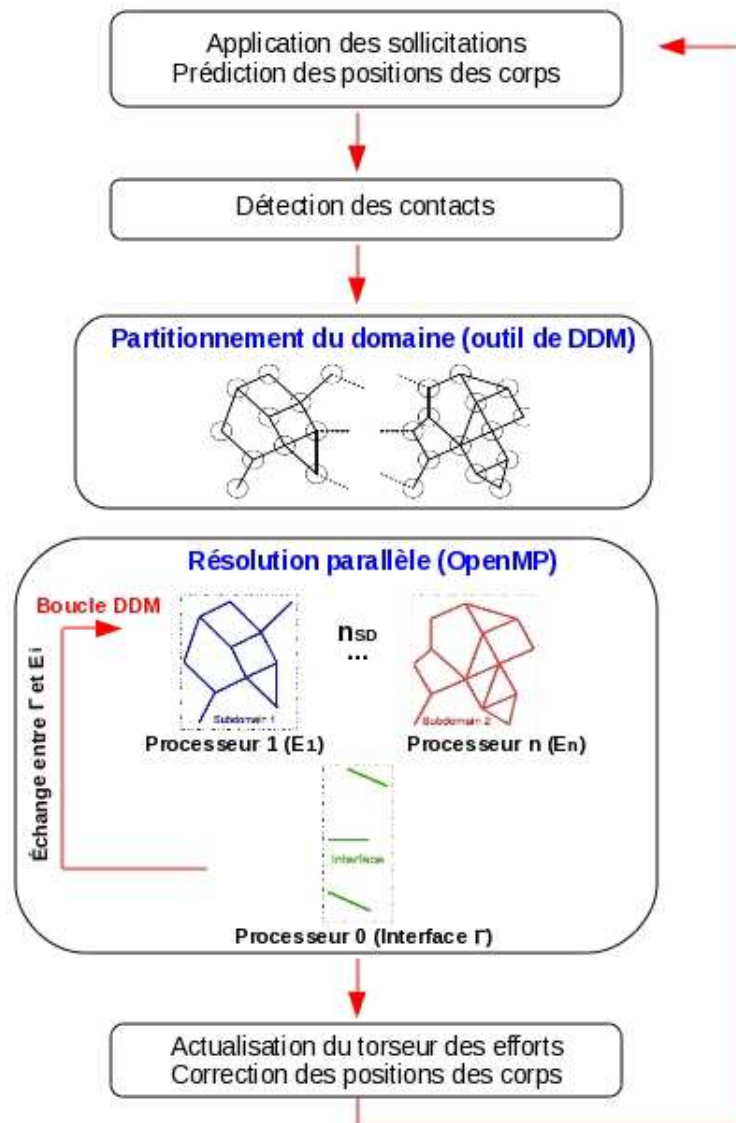 Application des sollicitations
Prédiction des positions des corps
Détection des contacts
Partitionnement du domaine (outil de DDM)
Résolution parallèle (OpenMP)
Boucle DDM
Échange entre Γ et Ei
nSD
...
Subdomain 1
Subdomain 2
Processeur 1 (E1)
Processeur n (En)
Interface
Processeur 0 (Interface Γ)
Actualisation du torseur des efforts
Correction des positions des corps